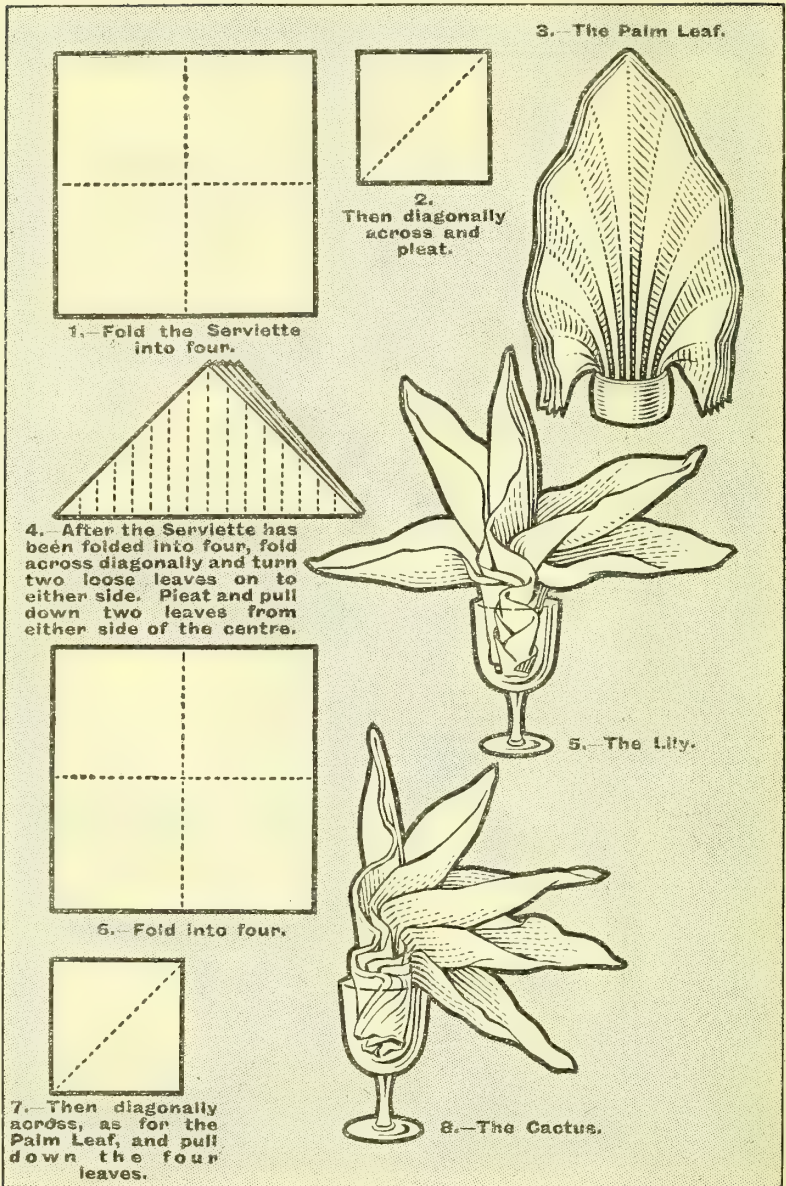 1.—Fold the Serviette
into four.
2.
Then diagonally
across and
pleat.
3.—The Palm Leaf.
4.—After the Serviette has
been folded into four, fold
across diagonally and turn
two loose leaves on to
either side. Pleat and pull
down two leaves from
either side of the centre.
5.—The Lily.
6.—Fold into four.
7.—Then diagonally
across, as for the
Palm Leaf, and pull
down the four
leaves.
8.—The Cactus.